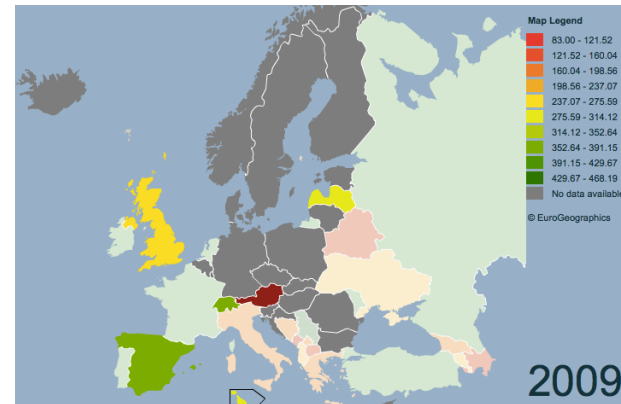 Map Legend
83.00 - 121.52
121.52 - 160.04
160.04 - 198.56
198.56 - 237.07
237.07 - 275.59
275.59 - 314.12
314.12 - 352.64
352.64 - 391.15
391.15 - 429.67
429.67 - 468.19
No data available
© EuroGeographics
2009